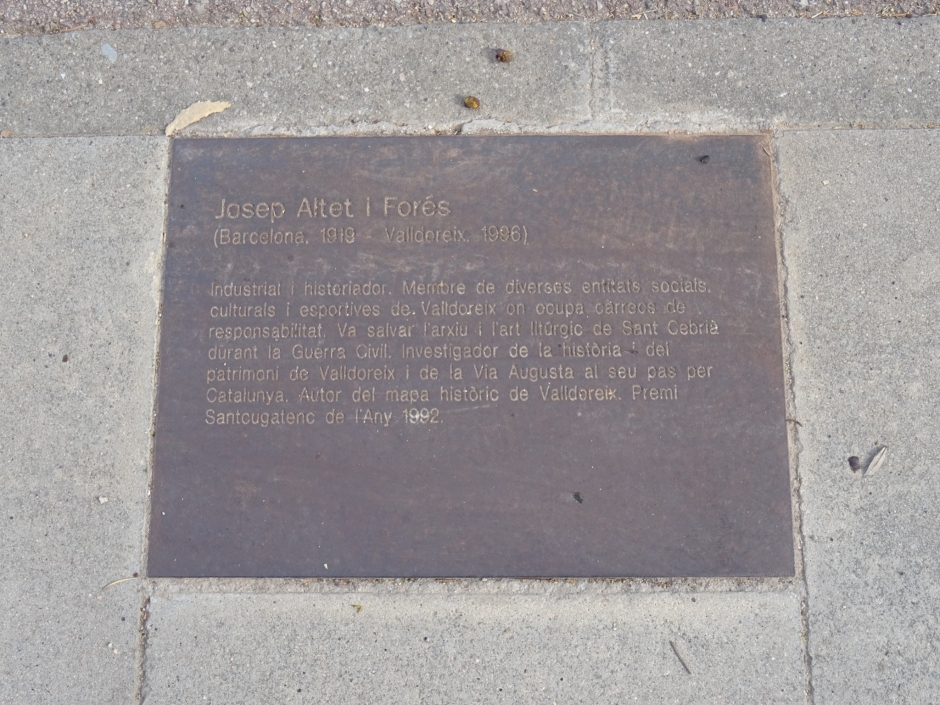 Josep Altet i Forés
(Barcelona, 1919 - Valldoreix, 1996)
Industrial i historiador. Membre de diverses entitats socials,
culturals i esportives de Valldoreix on ocupa càrrecs de
responsabilitat. Va salvar l'arxiu i l'art litúrgic de Sant Cebrià
durant la Guerra Civil. Investigador de la història i del
patrimoni de Valldoreix i de la Via Augusta al seu pas per
Catalunya. Autor del mapa històric de Valldoreix. Premi
Santcugatenc de l'Any 1992.